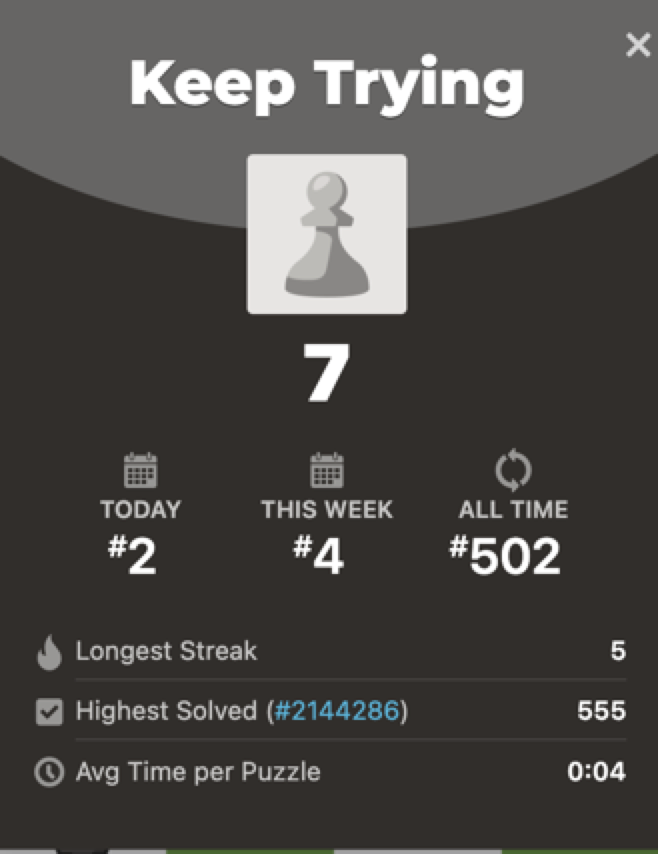 Keep Trying
7
TODAY THIS WEEK ALL TIME
#2 #4 #502
Longest Streak 5
Highest Solved (#2144286) 555
Avg Time per Puzzle 0:04